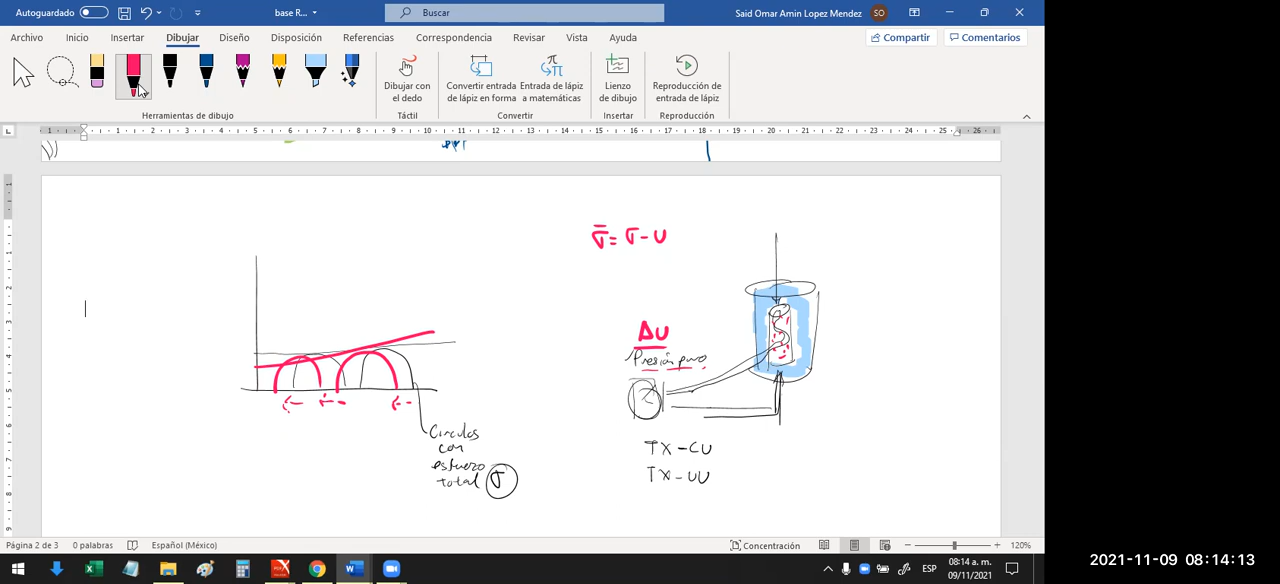 Autoguardado
base R...
Buscar
Said Omar Amin Lopez Mendez
SO
Archivo Inicio Insertar Dibujar Diseño Disposición Referencias Correspondencia Revisar Vista Ayuda
Compartir
Comentarios
Dibujar con el dedo
Convertir entrada de lápiz en forma
Entrada de lápiz a matemáticas
Lienzo de dibujo
Reproducción de entrada de lápiz
Herramientas de dibujo
Táctil
Convertir
Insertar
Reproducción
σ̄ = σ - U
ΔU
Presión poro
TX-CU
TX-UU
Circulos
con
esfuerzo
total σ
Página 2 de 3 0 palabras Español (México)
Concentración
120%
ESP
08:14 a. m.
09/11/2021
2021-11-09 08:14:13